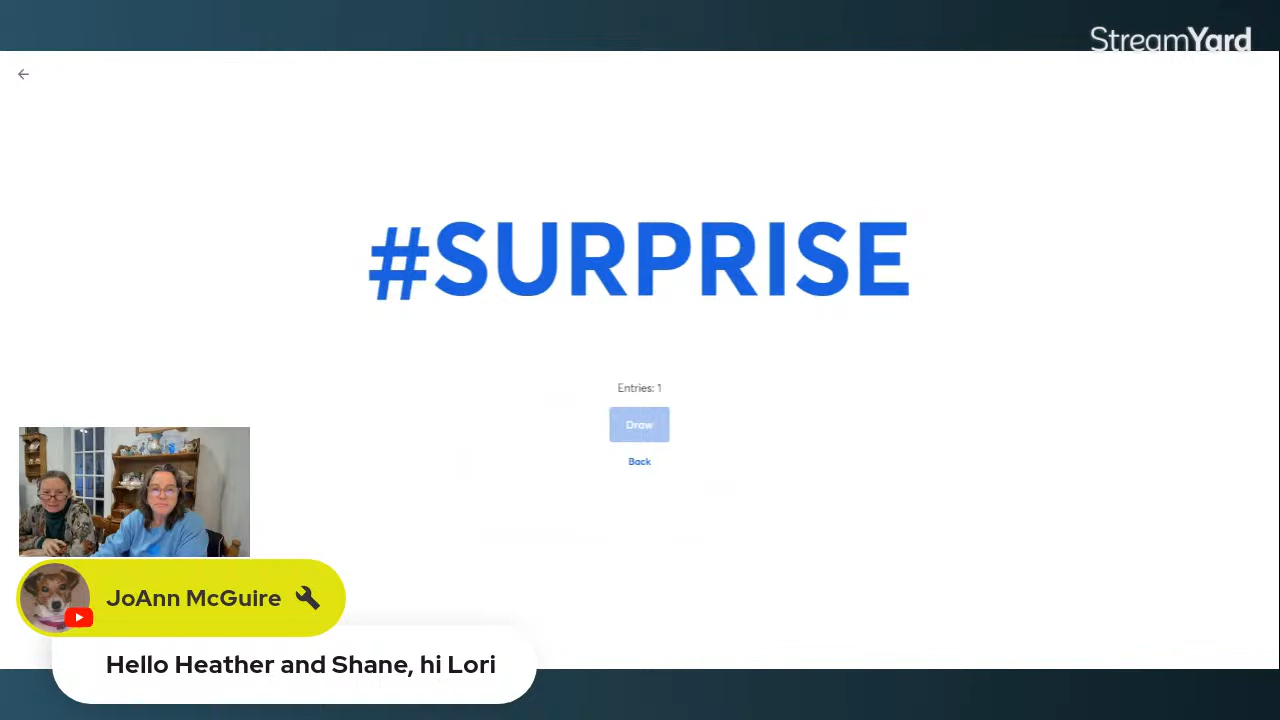 StreamYard
#SURPRISE
Entries: 1
Draw
Back
JoAnn McGuire
Hello Heather and Shane, hi Lori